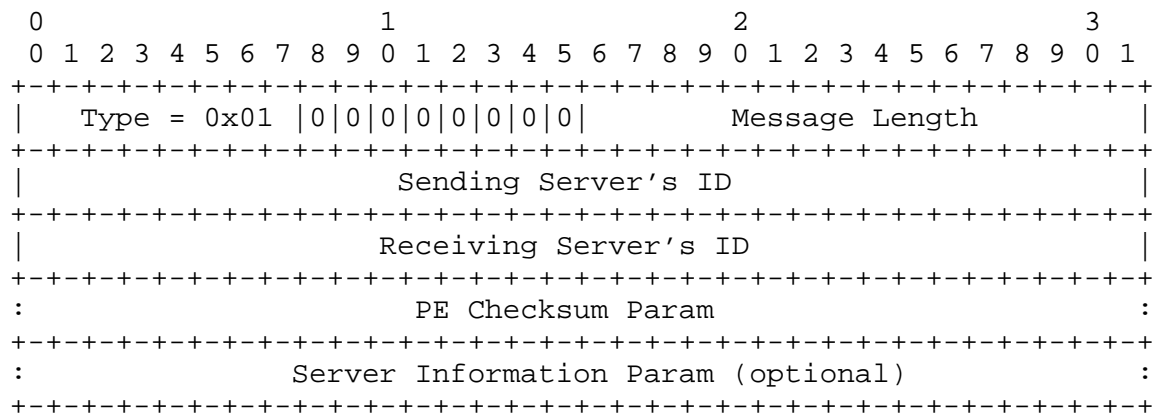 0                   1                   2                   3
 0 1 2 3 4 5 6 7 8 9 0 1 2 3 4 5 6 7 8 9 0 1 2 3 4 5 6 7 8 9 0 1
+-+-+-+-+-+-+-+-+-+-+-+-+-+-+-+-+-+-+-+-+-+-+-+-+-+-+-+-+-+-+-+-+
|   Type = 0x01 |0|0|0|0|0|0|0|0|        Message Length         |
+-+-+-+-+-+-+-+-+-+-+-+-+-+-+-+-+-+-+-+-+-+-+-+-+-+-+-+-+-+-+-+-+
|                     Sending Server’s ID                       |
+-+-+-+-+-+-+-+-+-+-+-+-+-+-+-+-+-+-+-+-+-+-+-+-+-+-+-+-+-+-+-+-+
|                    Receiving Server’s ID                      |
+-+-+-+-+-+-+-+-+-+-+-+-+-+-+-+-+-+-+-+-+-+-+-+-+-+-+-+-+-+-+-+-+
:                      PE Checksum Param                        :
+-+-+-+-+-+-+-+-+-+-+-+-+-+-+-+-+-+-+-+-+-+-+-+-+-+-+-+-+-+-+-+-+
:               Server Information Param (optional)             :
+-+-+-+-+-+-+-+-+-+-+-+-+-+-+-+-+-+-+-+-+-+-+-+-+-+-+-+-+-+-+-+-+